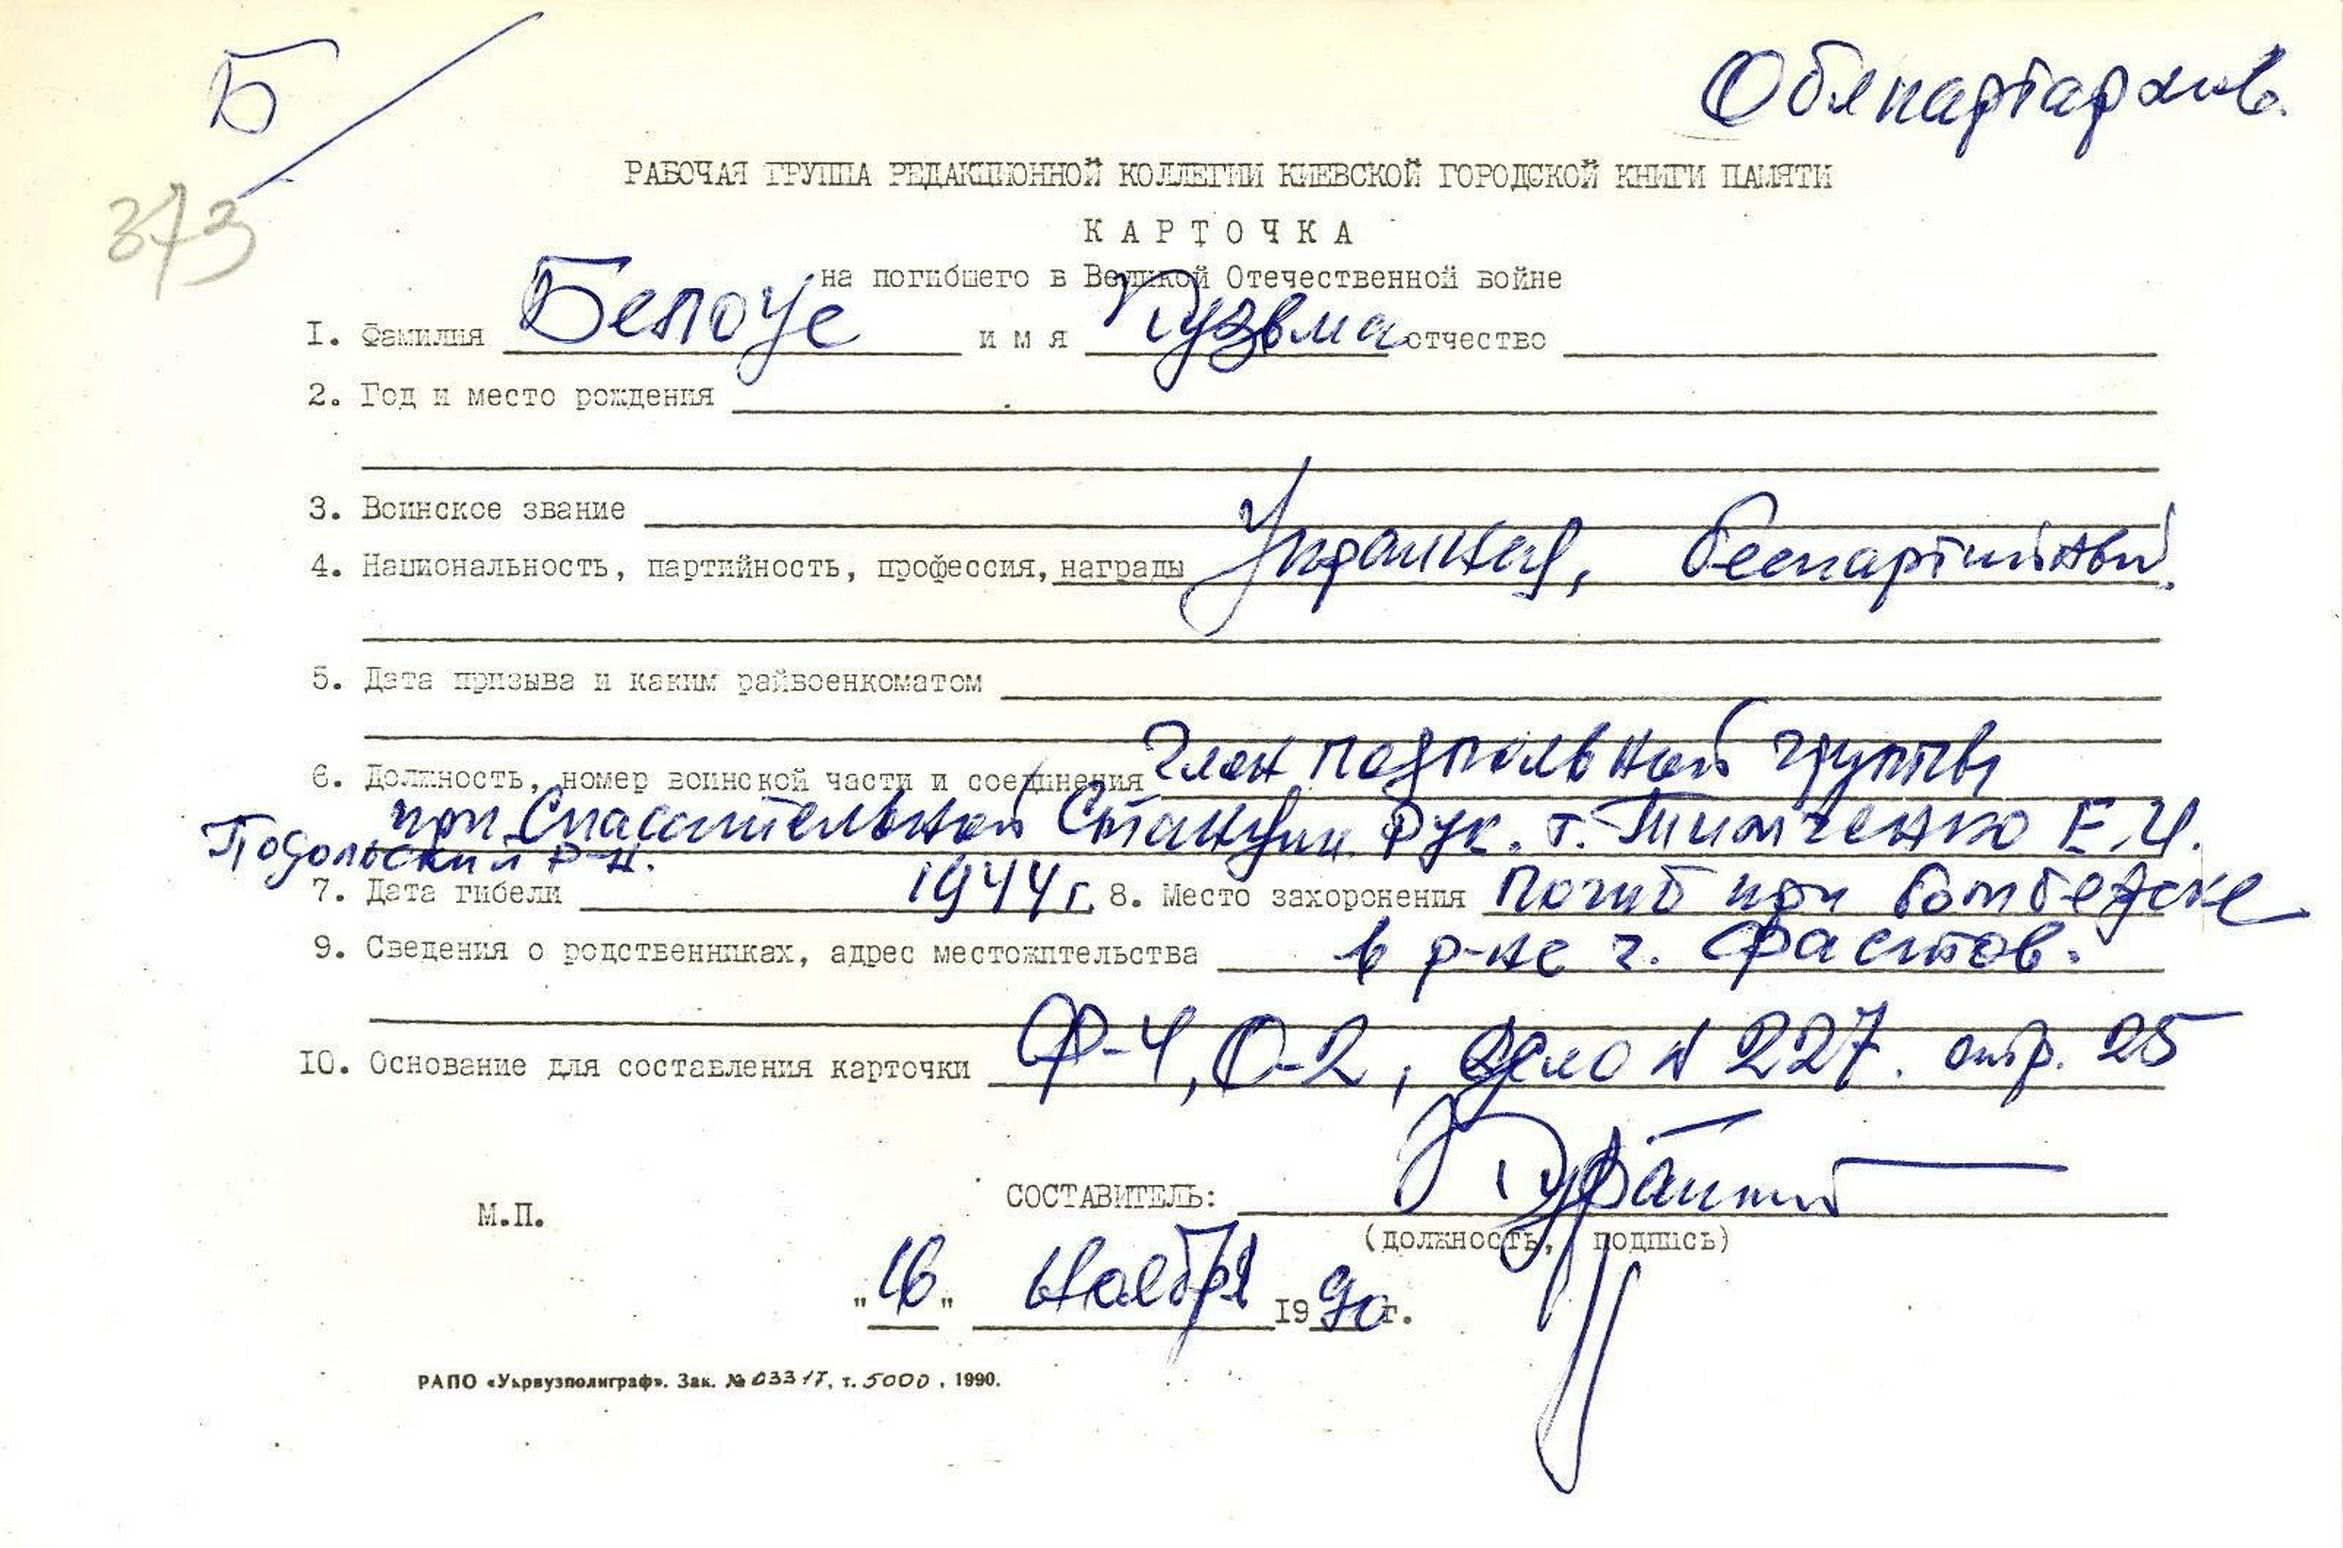 Б
Облпартархив.
373
РАБОЧАЯ ГРУППА РЕДАКЦИОННОЙ КОЛЛЕГИИ КИЕВСКОЙ ГОРОДСКОЙ КНИГИ ПАМЯТИ
КАРТОЧКА
на погибшего в Великой Отечественной войне
1. Фамилия Белоус имя Кузьма отчество
2. Год и место рождения
3. Воинское звание
4. Национальность, партийность, профессия, награды Украинец, беспартийный.
5. Дата призыва и каким райвоенкоматом
6. Должность, номер воинской части и соединения Член подпольной группы
при Спасательной Станции. Рук. т. Тимченко Е.И.
Подольский р-н.
7. Дата гибели 1944 г. 8. Место захоронения Погиб при бомбежке
9. Сведения о родственниках, адрес местожительства в р-не г. Фастов.
10. Основание для составления карточки Ф-4, О-2, дело № 227. стр. 25
СОСТАВИТЕЛЬ:
М.П.
(должность, подпись)
"16" Ноября 1990 г.
РАПО «Укрвузполиграф». Зак. № 03317, т. 5000, 1990.